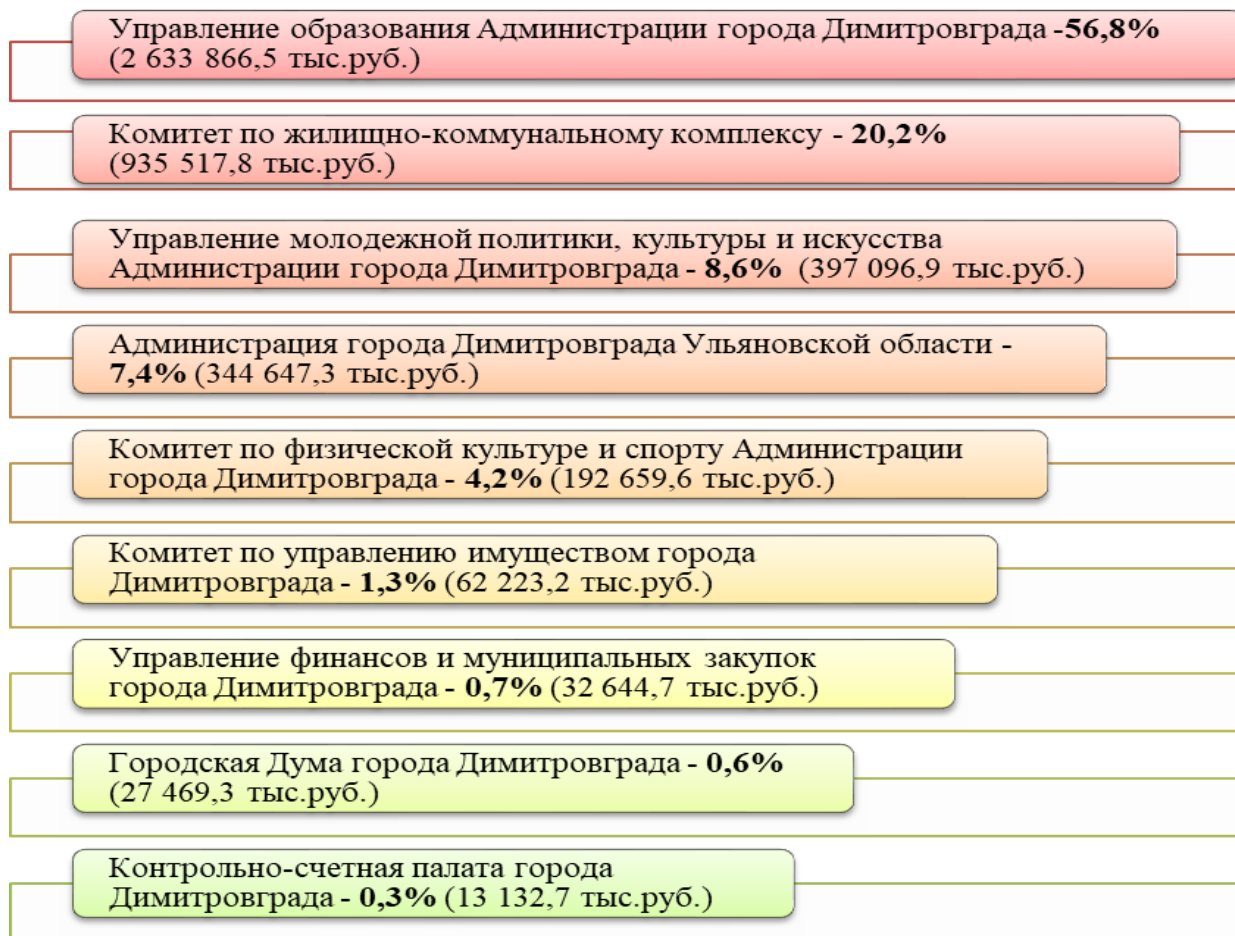 Управление образования Администрации города Димитровграда -56,8%
(2 633 866,5 тыс.руб.)
Комитет по жилищно-коммунальному комплексу - 20,2%
(935 517,8 тыс.руб.)
Управление молодежной политики, культуры и искусства
Администрации города Димитровграда - 8,6% (397 096,9 тыс.руб.)
Администрация города Димитровграда Ульяновской области -
7,4% (344 647,3 тыс.руб.)
Комитет по физической культуре и спорту Администрации
города Димитровграда - 4,2% (192 659,6 тыс.руб.)
Комитет по управлению имуществом города
Димитровграда - 1,3% (62 223,2 тыс.руб.)
Управление финансов и муниципальных закупок
города Димитровграда - 0,7% (32 644,7 тыс.руб.)
Городская Дума города Димитровграда - 0,6%
(27 469,3 тыс.руб.)
Контрольно-счетная палата города
Димитровграда - 0,3% (13 132,7 тыс.руб.)